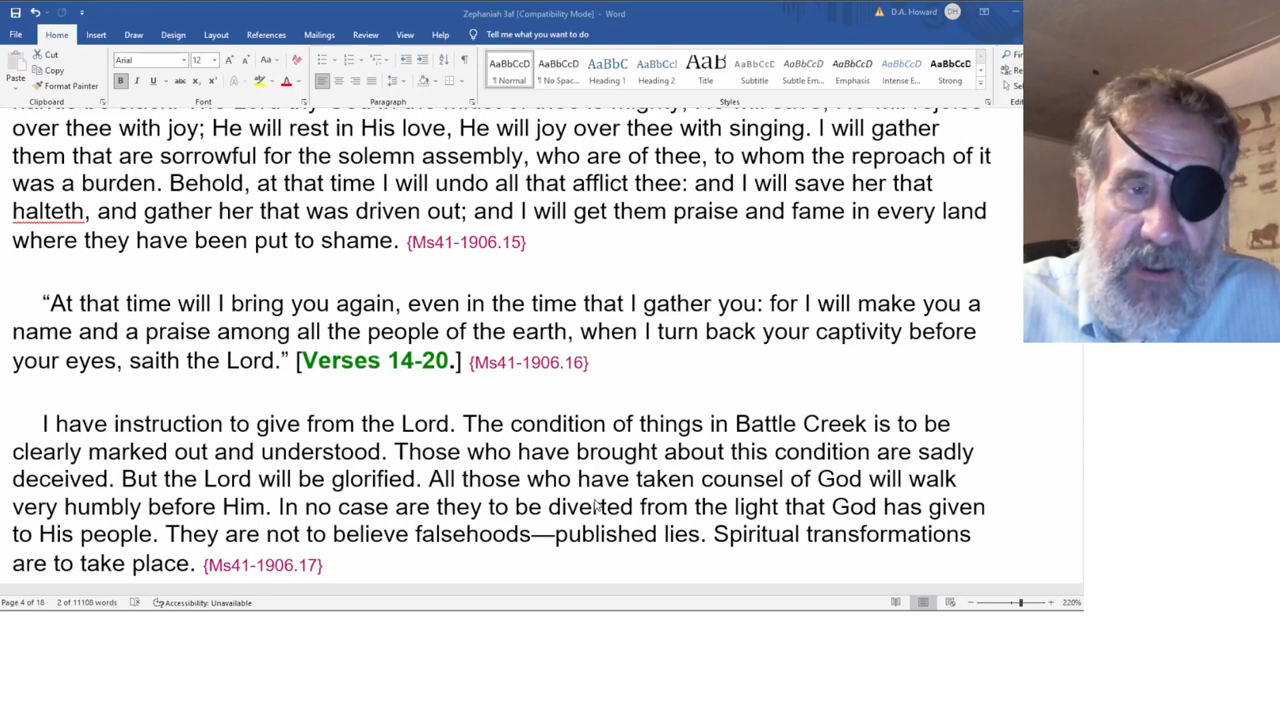 Zephaniah 3af [Compatibility Mode] - Word
D.A. Howard
DH
File Home Insert Draw Design Layout References Mailings Review View Help Tell me what you want to do
Paste
Cut
Copy
Format Painter
Clipboard
Arial 12
Font
Paragraph
AaBbCcD AaBbCcD AaBbC AaBbCcD AaB AaBbCcD AaBbCcD AaBbCcD AaBbCcD AaBbCcD
¶ Normal ¶ No Spac... Heading 1 Heading 2 Title Subtitle Subtle Em... Emphasis Intense E... Strong
Styles
over thee with joy; He will rest in His love, He will joy over thee with singing. I will gather
them that are sorrowful for the solemn assembly, who are of thee, to whom the reproach of it
was a burden. Behold, at that time I will undo all that afflict thee: and I will save her that
halteth, and gather her that was driven out; and I will get them praise and fame in every land
where they have been put to shame. {Ms41-1906.15}
“At that time will I bring you again, even in the time that I gather you: for I will make you a
name and a praise among all the people of the earth, when I turn back your captivity before
your eyes, saith the Lord.” [Verses 14-20.] {Ms41-1906.16}
I have instruction to give from the Lord. The condition of things in Battle Creek is to be
clearly marked out and understood. Those who have brought about this condition are sadly
deceived. But the Lord will be glorified. All those who have taken counsel of God will walk
very humbly before Him. In no case are they to be diverted from the light that God has given
to His people. They are not to believe falsehoods—published lies. Spiritual transformations
are to take place. {Ms41-1906.17}
Page 4 of 18 2 of 11108 words Accessibility: Unavailable 220%